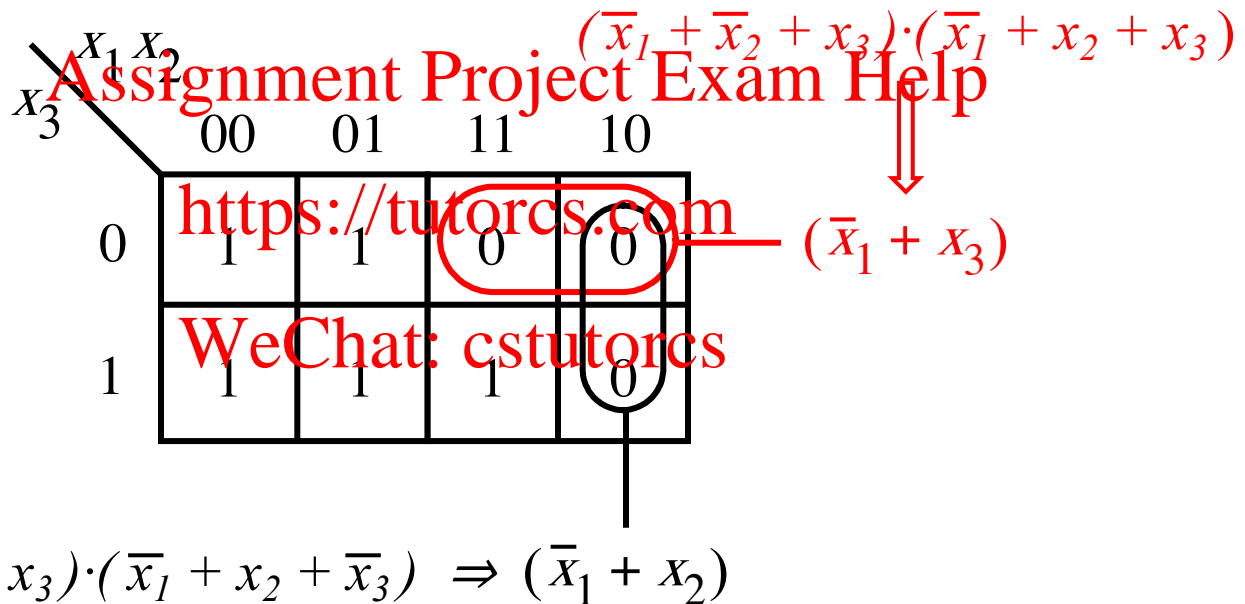 (x̅₁ + x̅₂ + x₃)·(x̅₁ + x₂ + x₃)
x₁ x₂
Assignment Project Exam Help
x₃
00 01 11 10
https://tutorcs.com
0 1 1 0 0
(x̅₁ + x₃)
WeChat: cstutorcs
1 1 1 1 0
x₃)·(x̅₁ + x₂ + x̅₃) ⇒ (x̅₁ + x₂)